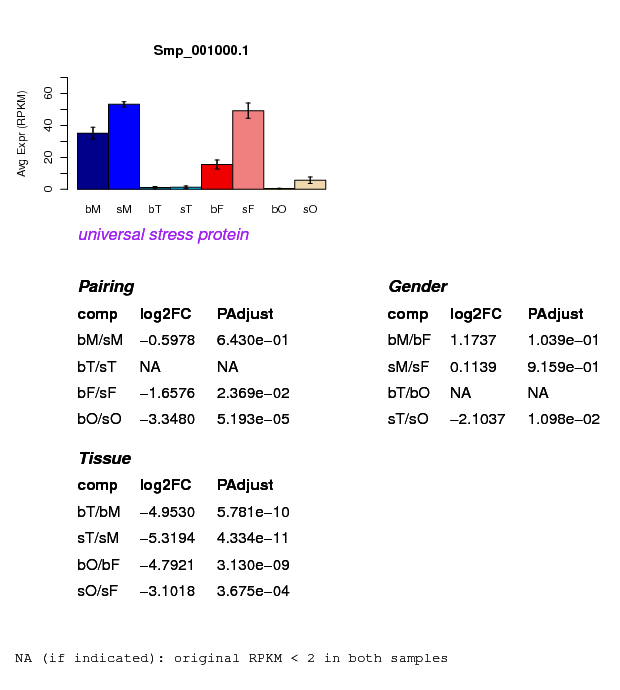 Smp_001000.1
Avg Expr (RPKM)
0 20 40 60
bM sM bT sT bF sF bO sO
universal stress protein
Pairing
comp log2FC PAdjust
bM/sM −0.5978 6.430e−01
bT/sT NA NA
bF/sF −1.6576 2.369e−02
bO/sO −3.3480 5.193e−05
Gender
comp log2FC PAdjust
bM/bF 1.1737 1.039e−01
sM/sF 0.1139 9.159e−01
bT/bO NA NA
sT/sO −2.1037 1.098e−02
Tissue
comp log2FC PAdjust
bT/bM −4.9530 5.781e−10
sT/sM −5.3194 4.334e−11
bO/bF −4.7921 3.130e−09
sO/sF −3.1018 3.675e−04
NA (if indicated): original RPKM < 2 in both samples